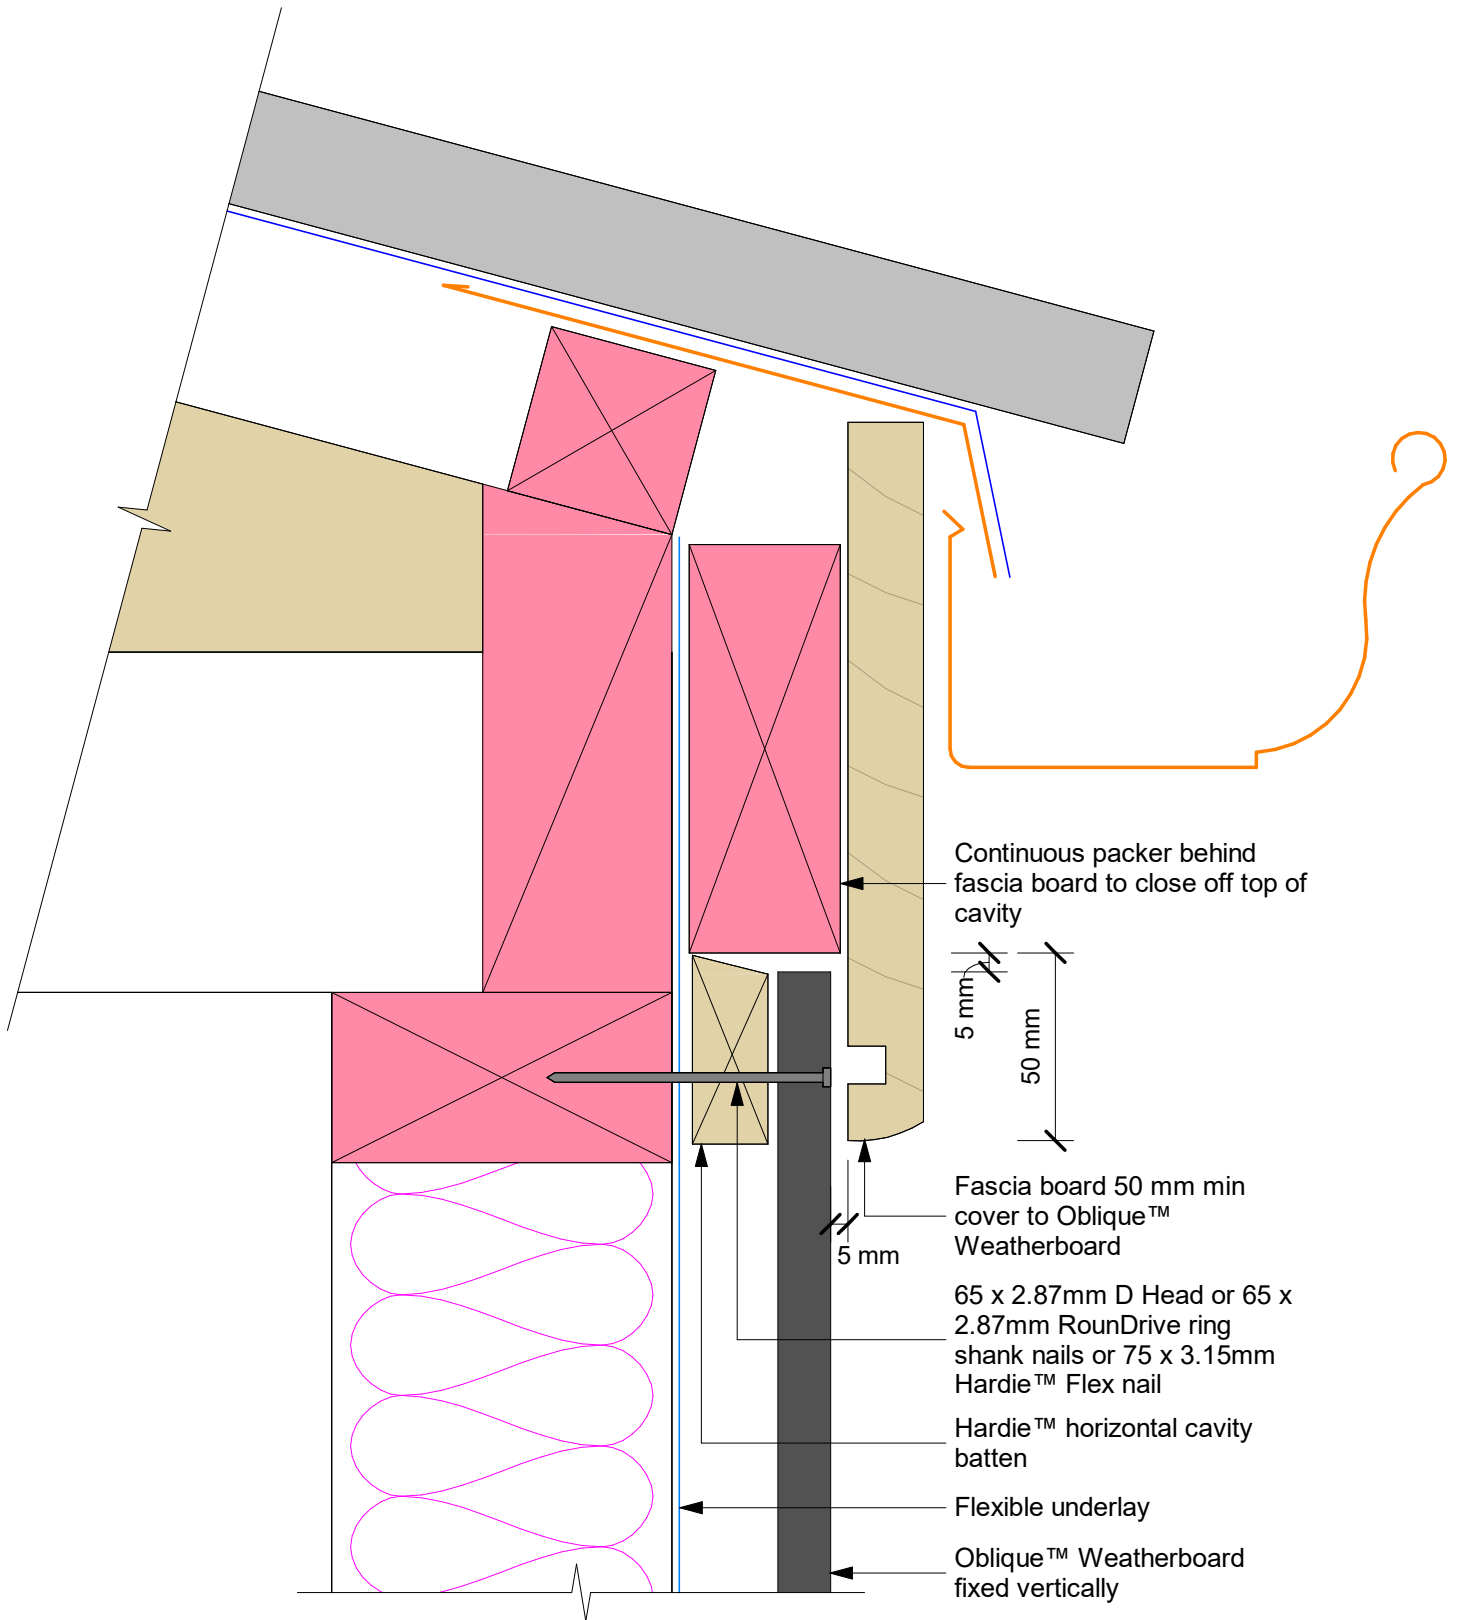 Continuous packer behind
fascia board to close off top of
cavity
5 mm
50 mm
Fascia board 50 mm min
cover to Oblique™
Weatherboard
5 mm
65 x 2.87mm D Head or 65 x
2.87mm RounDrive ring
shank nails or 75 x 3.15mm
Hardie™ Flex nail
Hardie™ horizontal cavity
batten
Flexible underlay
Oblique™ Weatherboard
fixed vertically